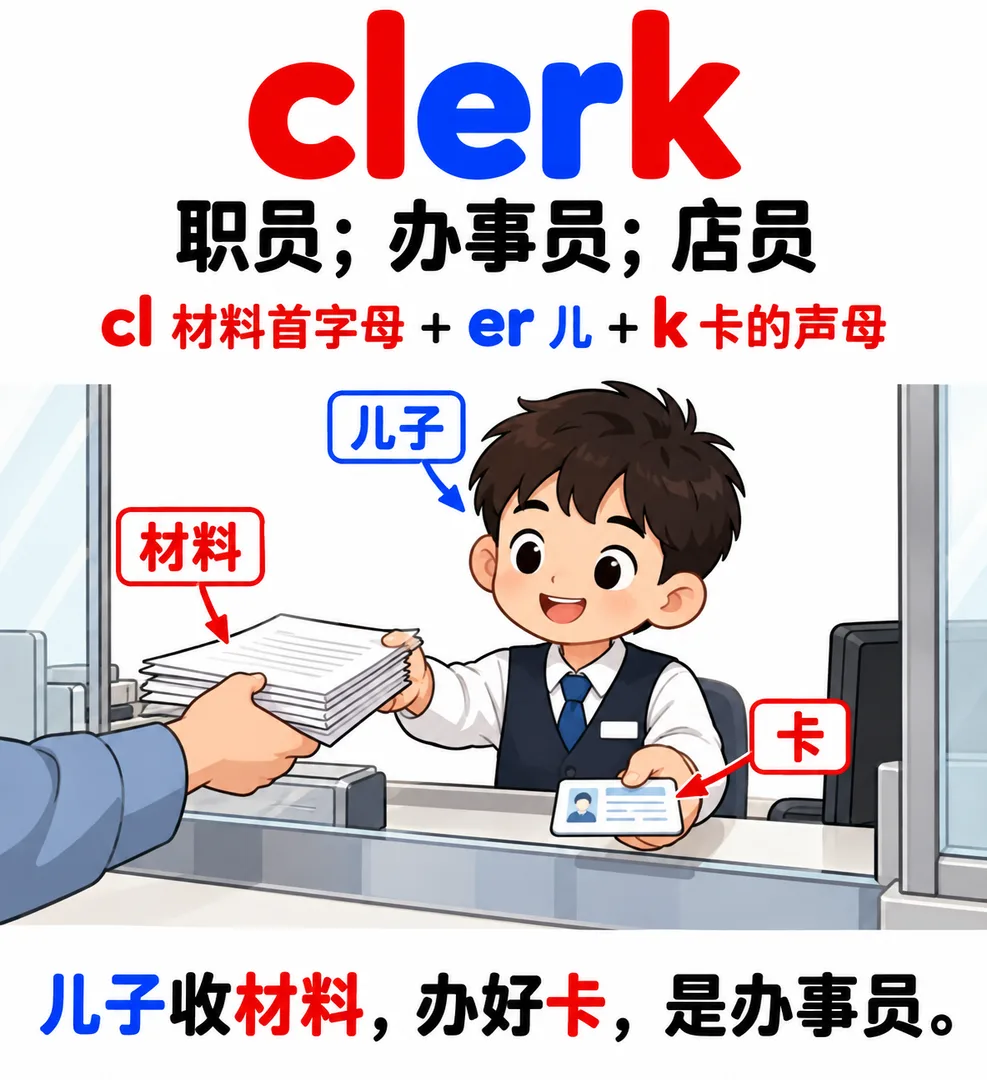 clerk
职员；办事员；店员
cl 材料首字母 + er 儿 + k 卡的声母
儿子
材料
卡
儿子收材料，办好卡，是办事员。